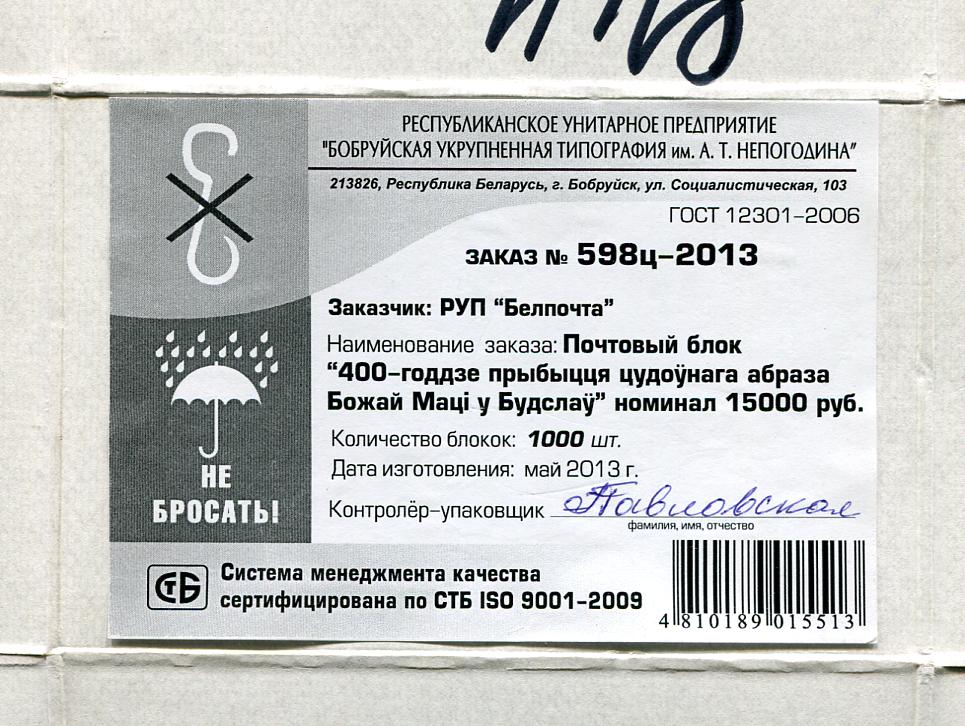 РЕСПУБЛИКАНСКОЕ УНИТАРНОЕ ПРЕДПРИЯТИЕ
"БОБРУЙСКАЯ УКРУПНЕННАЯ ТИПОГРАФИЯ им. А. Т. НЕПОГОДИНА"
213826, Республика Беларусь, г. Бобруйск, ул. Социалистическая, 103
ГОСТ 12301-2006
ЗАКАЗ № 598ц-2013
Заказчик: РУП "Белпочта"
Наименование заказа: Почтовый блок
"400-годдзе прыбыцця цудоўнага абраза
Божай Маці у Будслаў" номинал 15000 руб.
Количество блокок: 1000 шт.
Дата изготовления: май 2013 г.
Контролёр-упаковщик Павловская
фамилия, имя, отчество
НЕ
БРОСАТЬ!
СТБ
Система менеджмента качества
сертифицирована по СТБ ISO 9001-2009
4 810189 015513